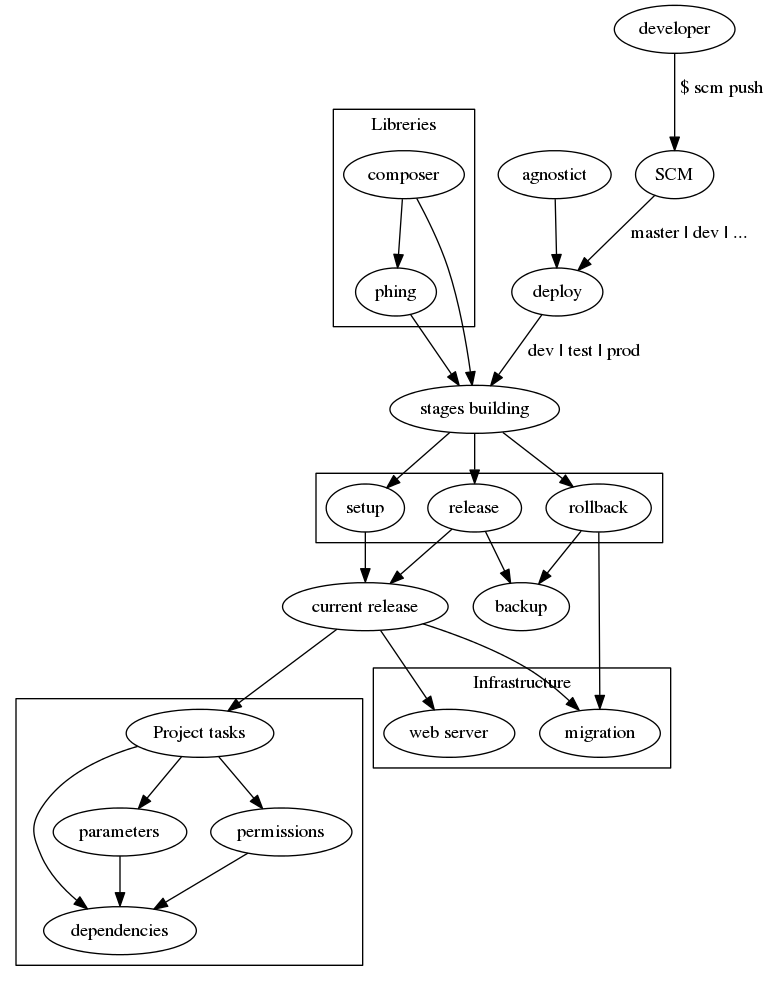 developer
$ scm push
Libreries
composer
agnostict
SCM
master | dev | ...
phing
deploy
dev | test | prod
stages building
setup
release
rollback
current release
backup
Infrastructure
Project tasks
web server
migration
parameters
permissions
dependencies